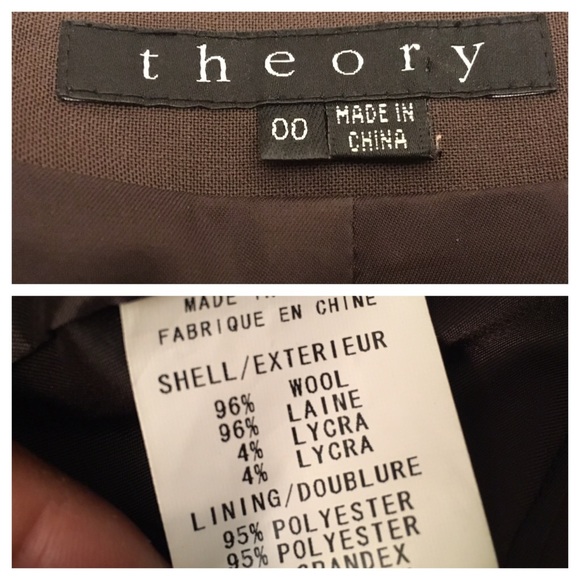 theory
00
MADE IN
CHINA
MADE
FABRIQUE EN CHINE
SHELL/EXTERIEUR
96% WOOL
96% LAINE
4% LYCRA
4% LYCRA
LINING/DOUBLURE
95% POLYESTER
95% POLYESTER